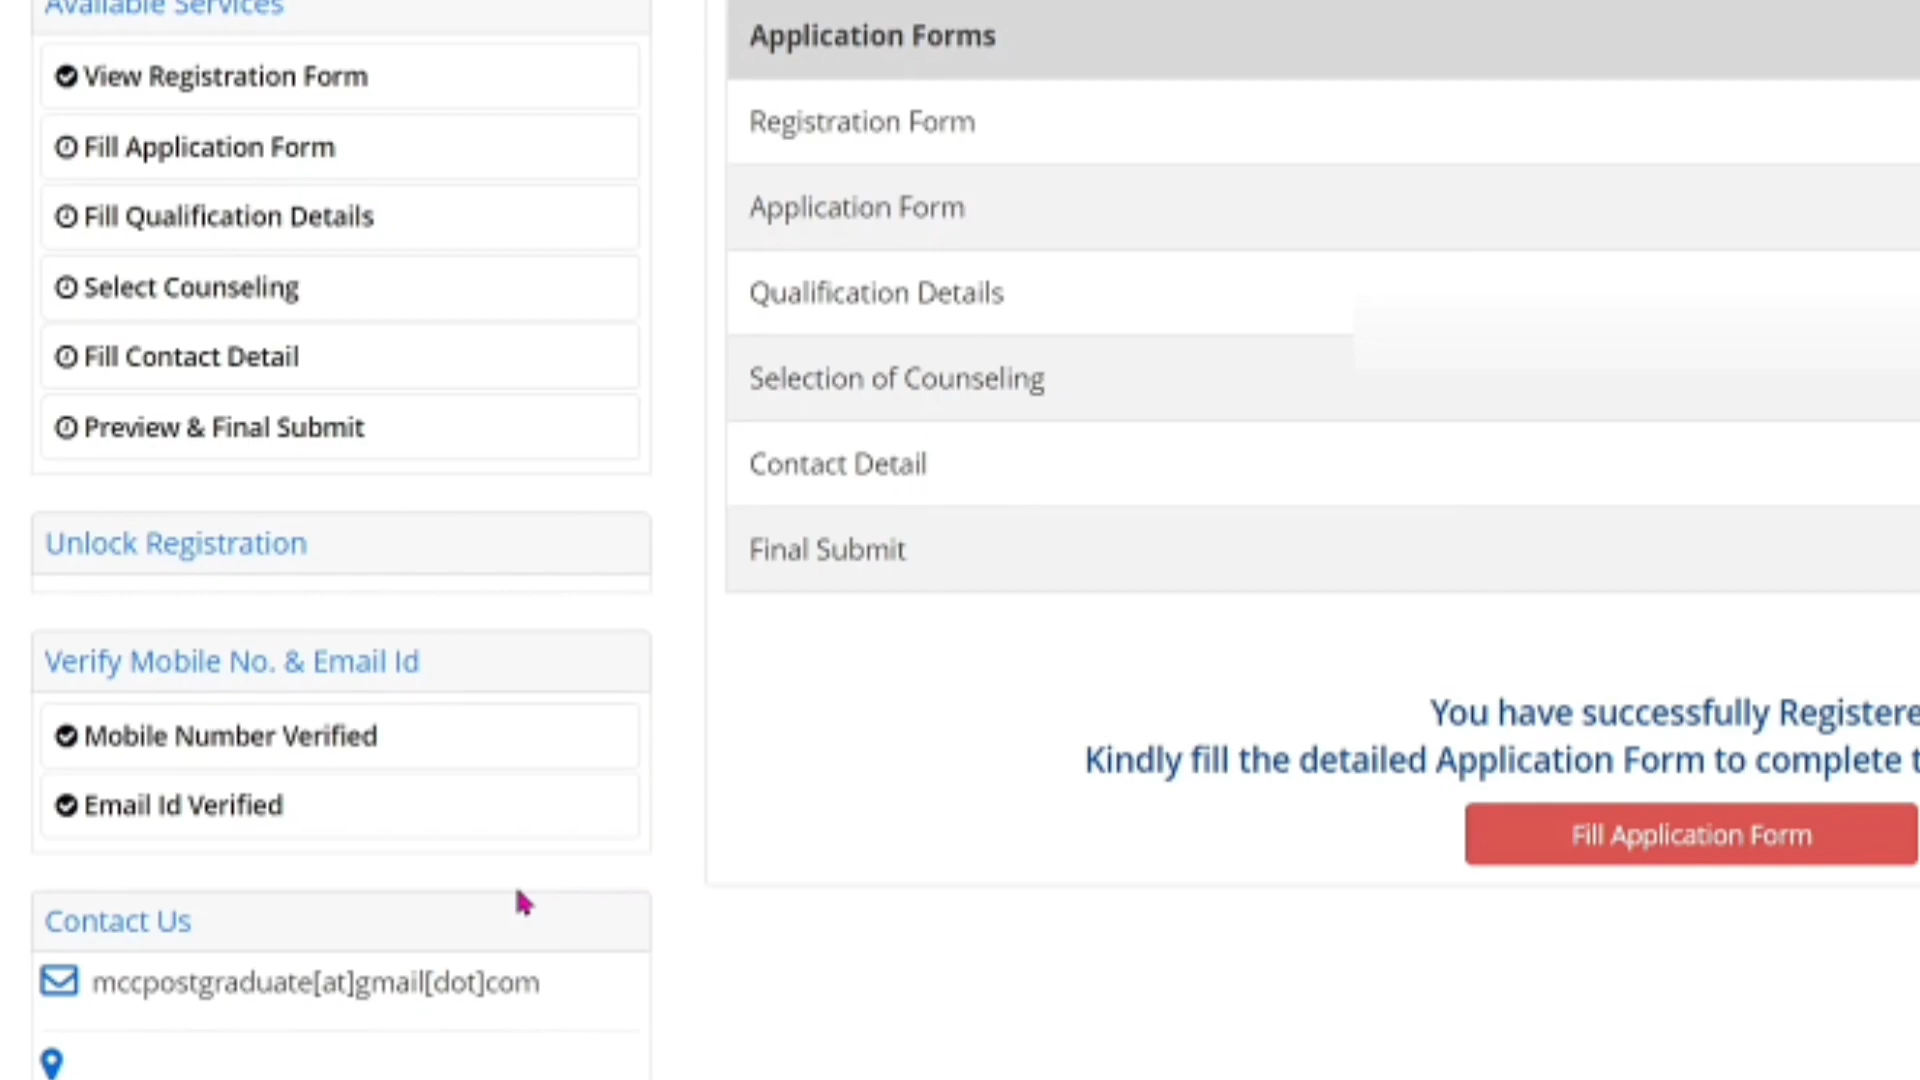 Available Services
View Registration Form
Fill Application Form
Fill Qualification Details
Select Counseling
Fill Contact Detail
Preview & Final Submit
Unlock Registration
Verify Mobile No. & Email Id
Mobile Number Verified
Email Id Verified
Contact Us
mccpostgraduate[at]gmail[dot]com
Application Forms
Registration Form
Application Form
Qualification Details
Selection of Counseling
Contact Detail
Final Submit
You have successfully Registere
Kindly fill the detailed Application Form to complete t
Fill Application Form